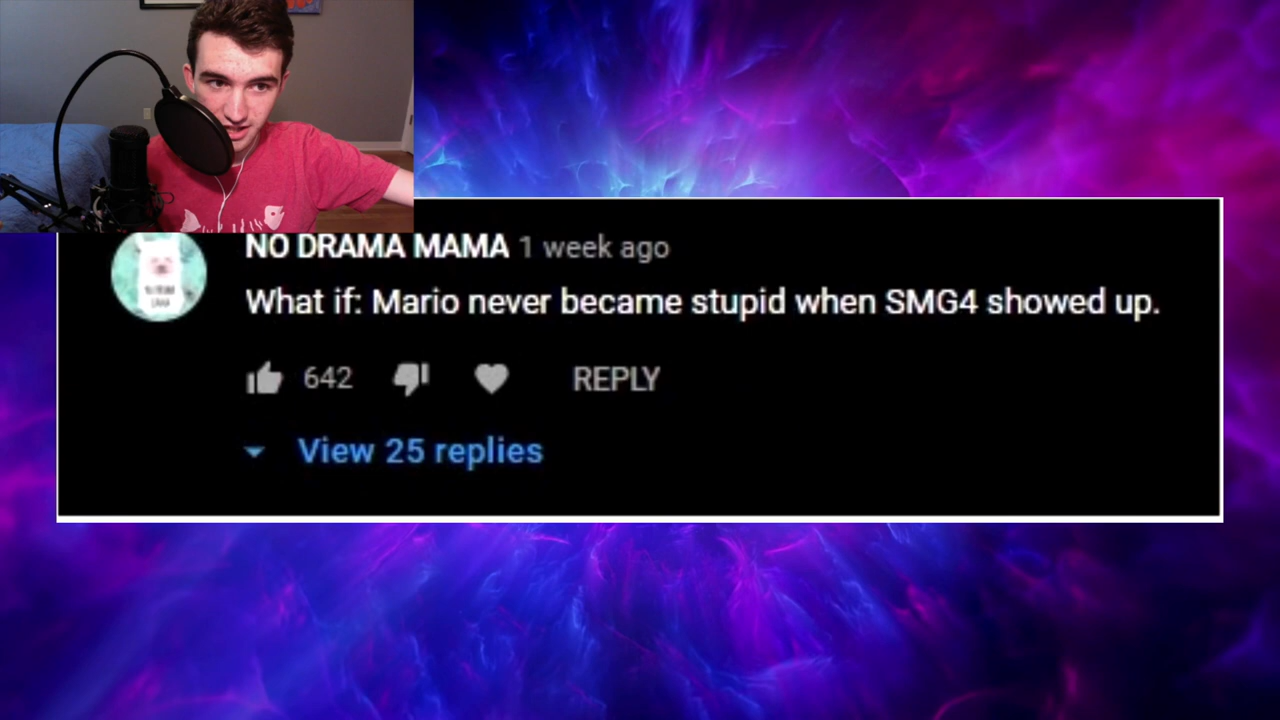 NO DRAMA MAMA 1 week ago
What if: Mario never became stupid when SMG4 showed up.
642 REPLY
View 25 replies